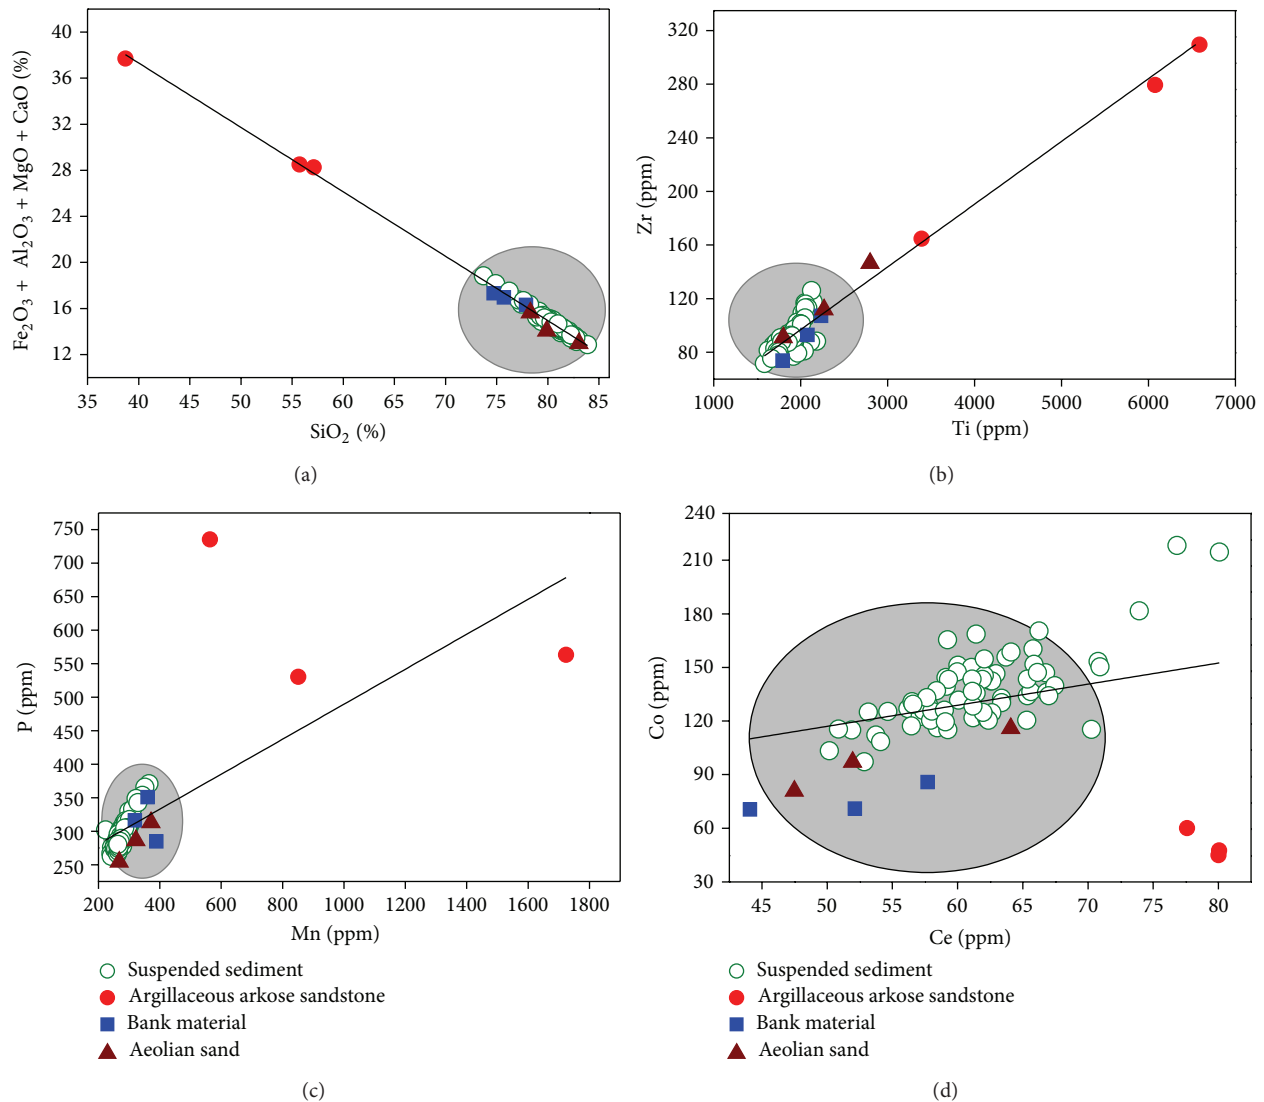 Fe₂O₃ + Al₂O₃ + MgO + CaO (%)
40
36
32
28
24
20
16
12
35 40 45 50 55 60 65 70 75 80 85
SiO₂ (%)
(a)
Zr (ppm)
320
280
240
200
160
120
80
1000 2000 3000 4000 5000 6000 7000
Ti (ppm)
(b)
P (ppm)
750
700
650
600
550
500
450
400
350
300
250
200 400 600 800 1000 1200 1400 1600 1800
Mn (ppm)
Suspended sediment
Argillaceous arkose sandstone
Bank material
Aeolian sand
(c)
Co (ppm)
240
210
180
150
120
90
60
30
45 50 55 60 65 70 75 80
Ce (ppm)
Suspended sediment
Argillaceous arkose sandstone
Bank material
Aeolian sand
(d)